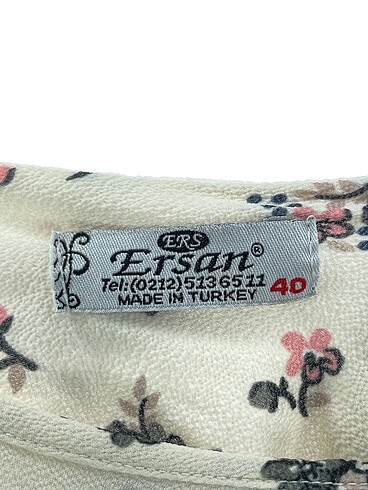 ERS
Ersan®
Tel:(0212)513 65 11 40
MADE IN TURKEY